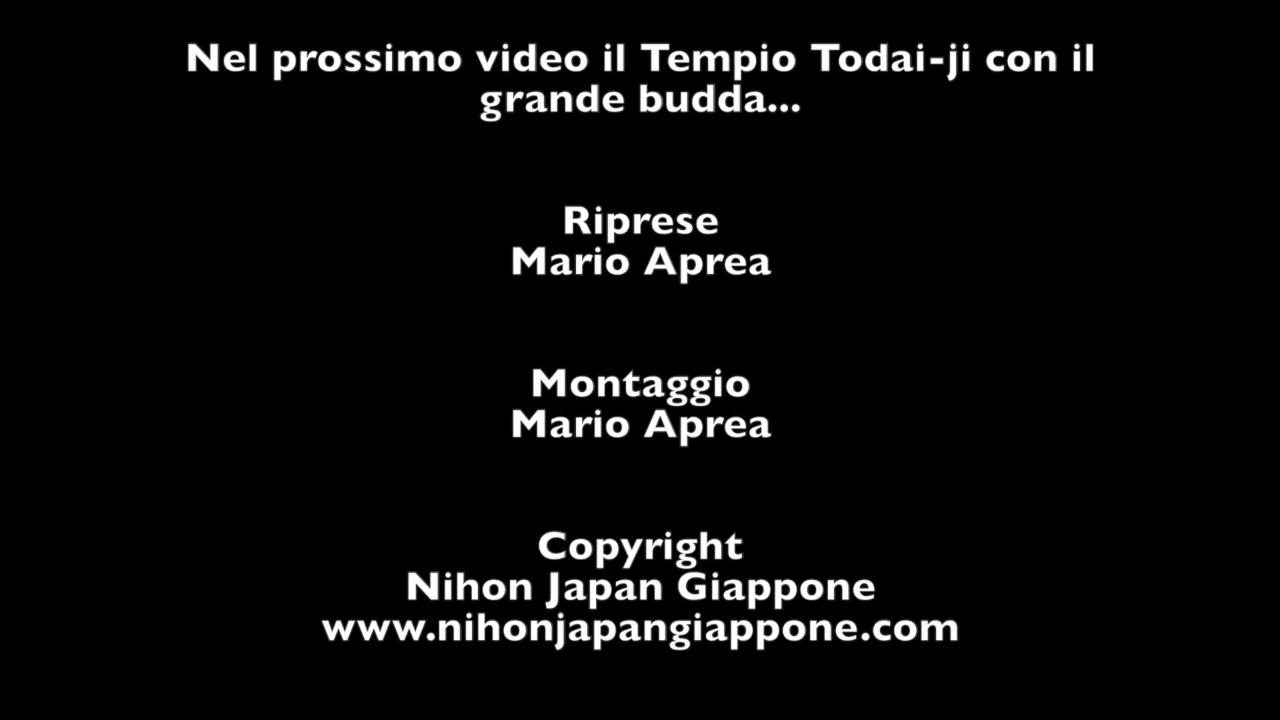 Nel prossimo video il Tempio Todai-ji con il
grande budda...
Riprese
Mario Aprea
Montaggio
Mario Aprea
Copyright
Nihon Japan Giappone
www.nihonjapangiappone.com